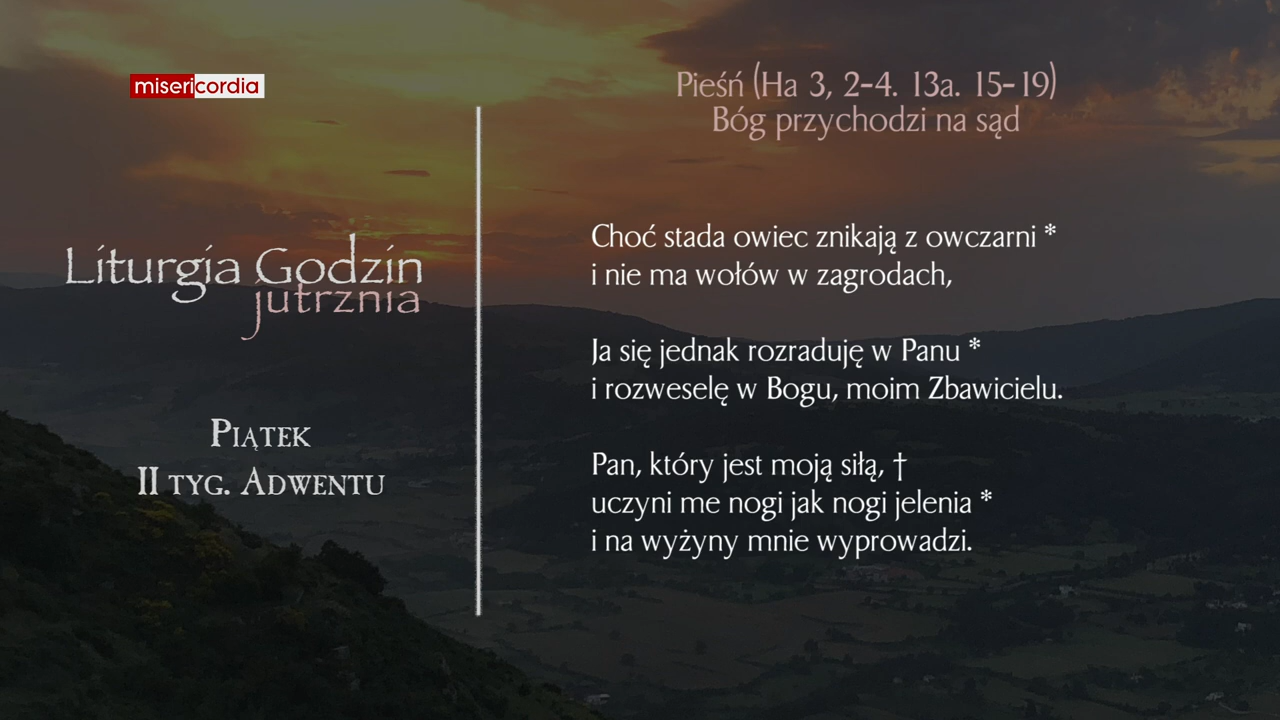 misericordia
Liturgia Godzin
jutrznia
Piątek
II tyg. Adwentu
Pieśń (Ha 3, 2-4. 13a. 15-19)
Bóg przychodzi na sąd
Choć stada owiec znikają z owczarni *
i nie ma wołów w zagrodach,
Ja się jednak rozraduję w Panu *
i rozweselę w Bogu, moim Zbawicielu.
Pan, który jest moją siłą, †
uczyni me nogi jak nogi jelenia *
i na wyżyny mnie wyprowadzi.